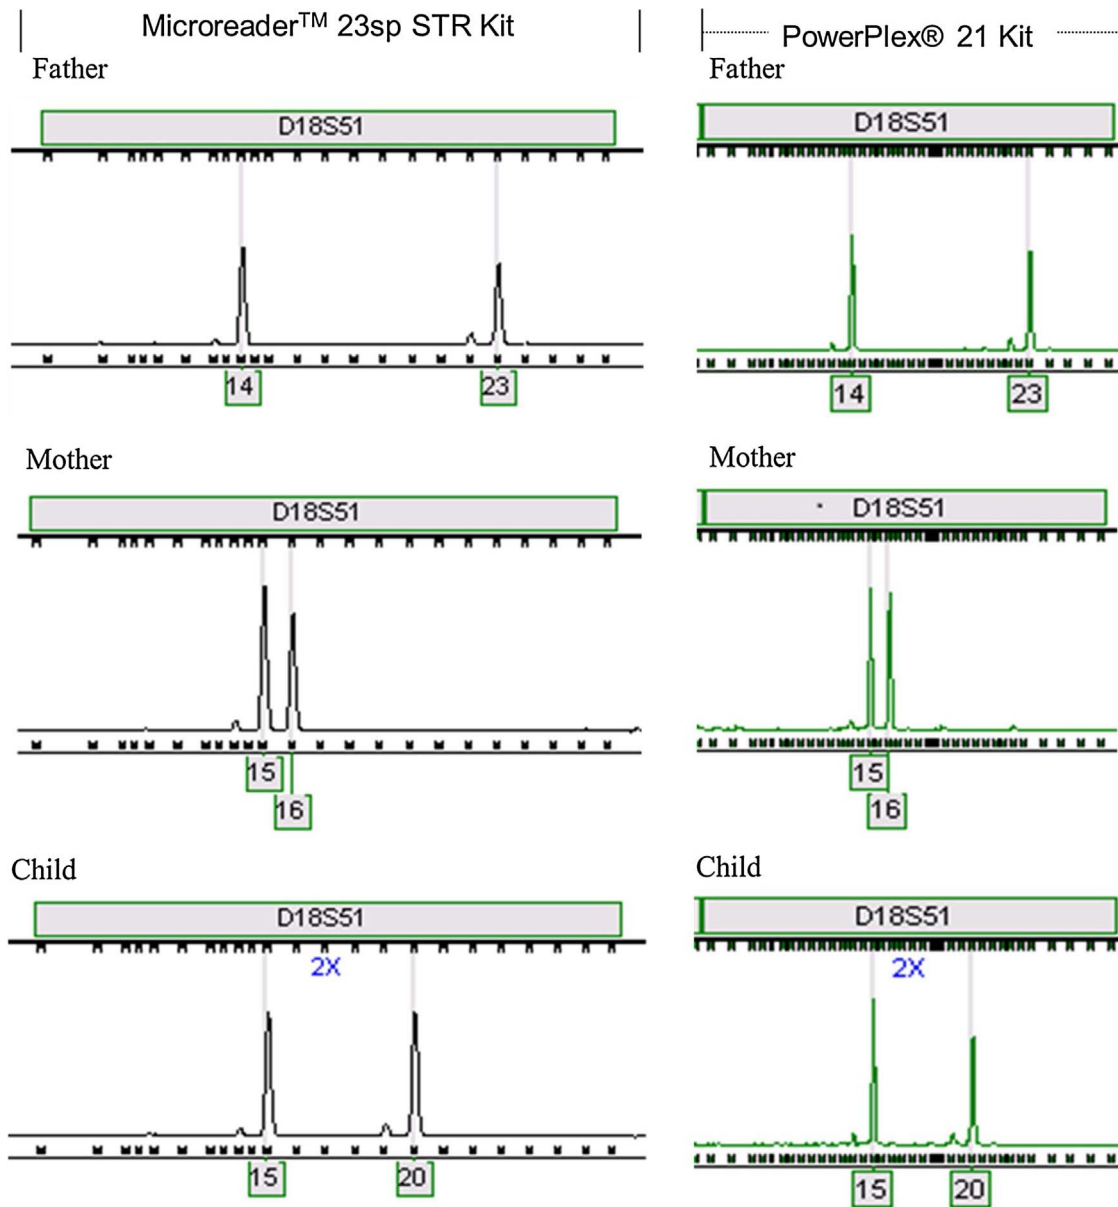 Microreader™ 23sp STR Kit
PowerPlex® 21 Kit
Father
Father
D18S51
D18S51
14
23
14
23
Mother
Mother
D18S51
D18S51
15
16
15
16
Child
Child
D18S51
D18S51
2X
2X
15
20
15
20